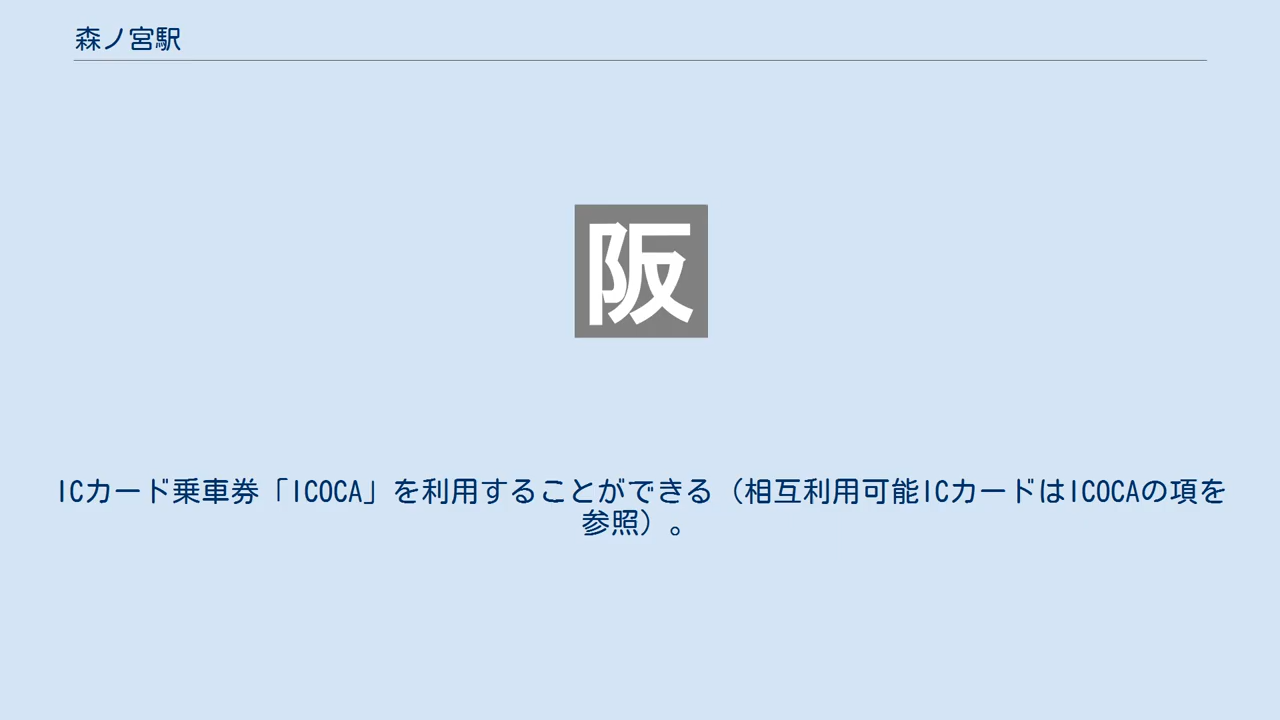 森ノ宮駅
阪
ICカード乗車券「ICOCA」を利用することができる（相互利用可能ICカードはICOCAの項を
参照）。